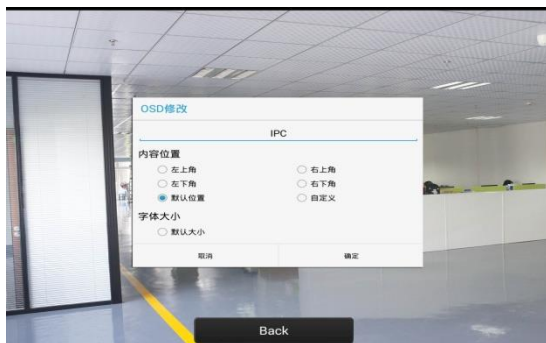 OSD修改
IPC
内容位置
左上角 右上角
左下角 右下角
默认位置 自定义
字体大小
默认大小
取消 确定
Back